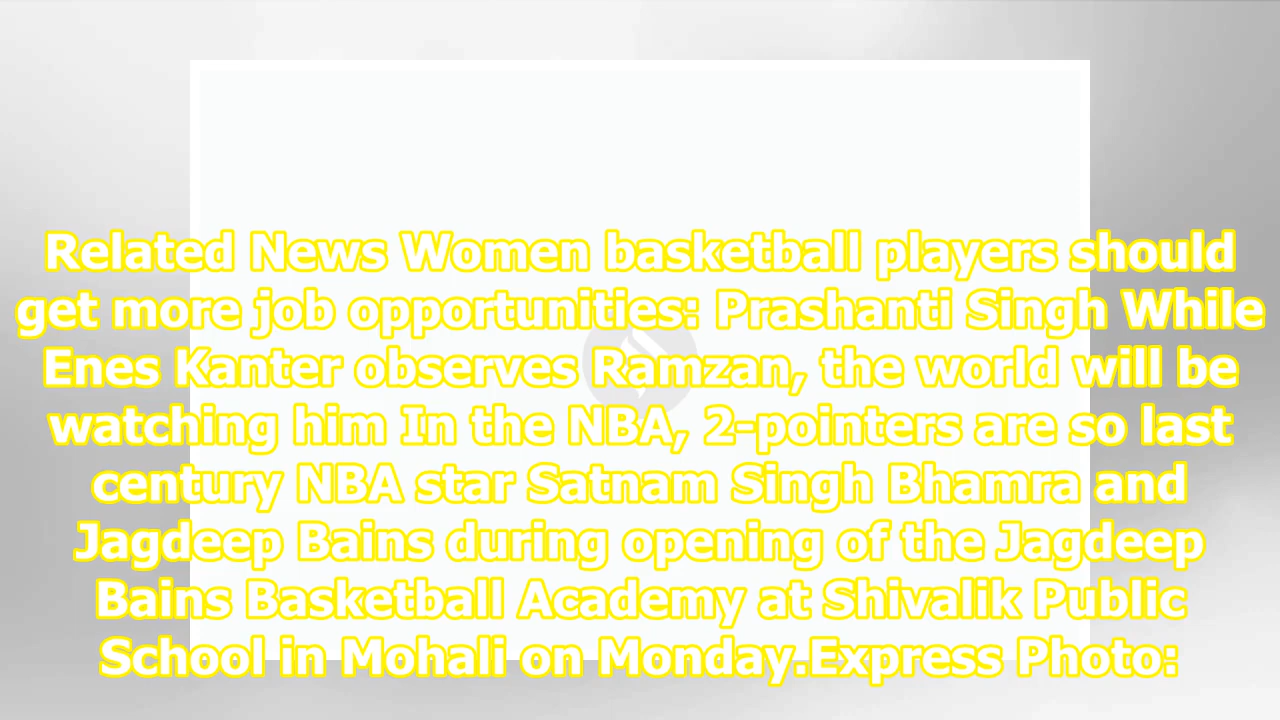 Related News Women basketball players should
get more job opportunities: Prashanti Singh While
Enes Kanter observes Ramzan, the world will be
watching him In the NBA, 2-pointers are so last
century NBA star Satnam Singh Bhamra and
Jagdeep Bains during opening of the Jagdeep
Bains Basketball Academy at Shivalik Public
School in Mohali on Monday.Express Photo: